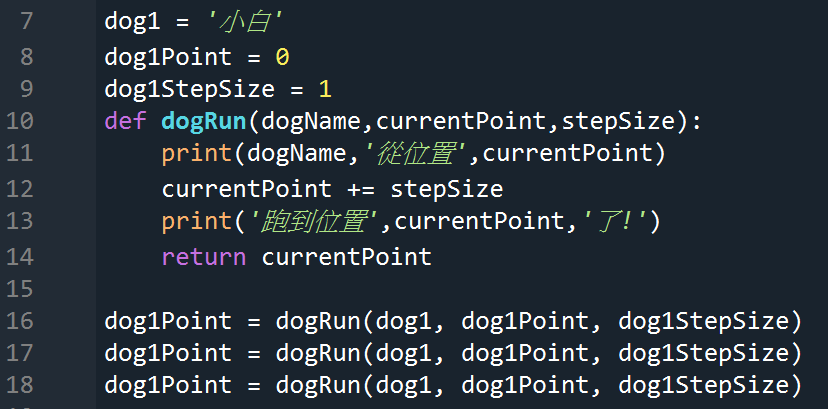 7 dog1 = '小白'
8 dog1Point = 0
9 dog1StepSize = 1
10 def dogRun(dogName,currentPoint,stepSize):
11     print(dogName,'從位置',currentPoint)
12     currentPoint += stepSize
13     print('跑到位置',currentPoint,'了!')
14     return currentPoint
15
16 dog1Point = dogRun(dog1, dog1Point, dog1StepSize)
17 dog1Point = dogRun(dog1, dog1Point, dog1StepSize)
18 dog1Point = dogRun(dog1, dog1Point, dog1StepSize)